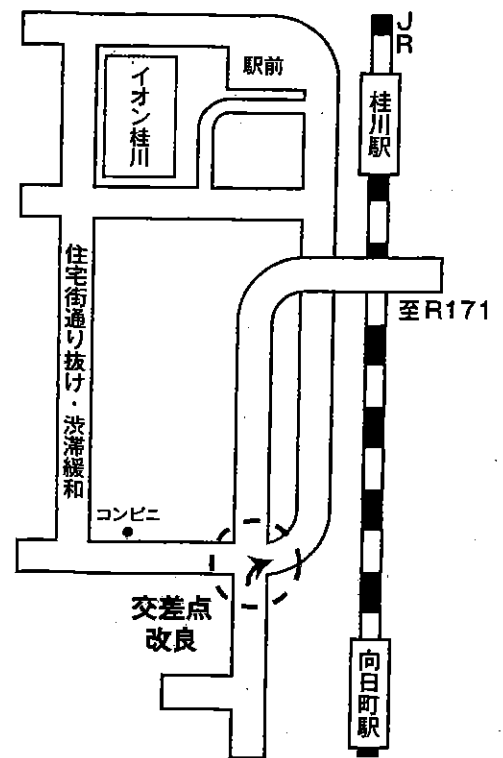 JR
駅前
イオン桂川
桂川駅
至R171
住宅街通り抜け・渋滞緩和
コンビニ
交差点
改良
向日町駅